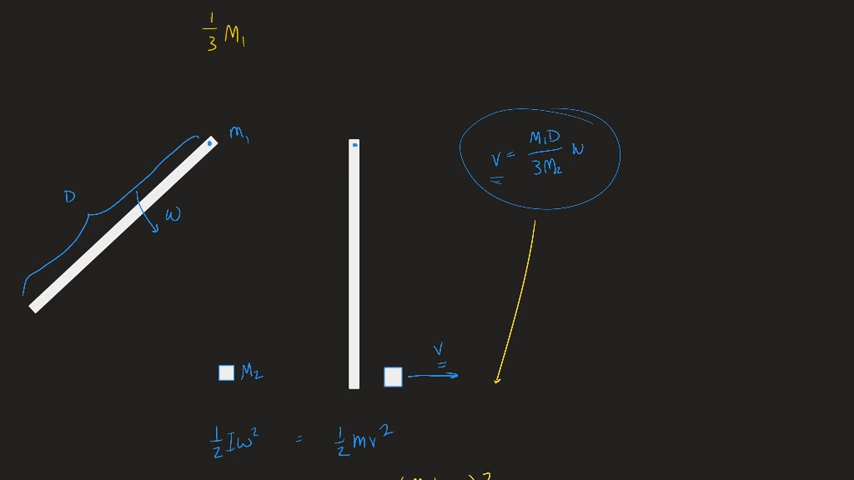 1/3 M₁
M₁
D
ω
v = M₁D/3M₂ ω
M₂
v
1/2 Iω² = 1/2 mv²